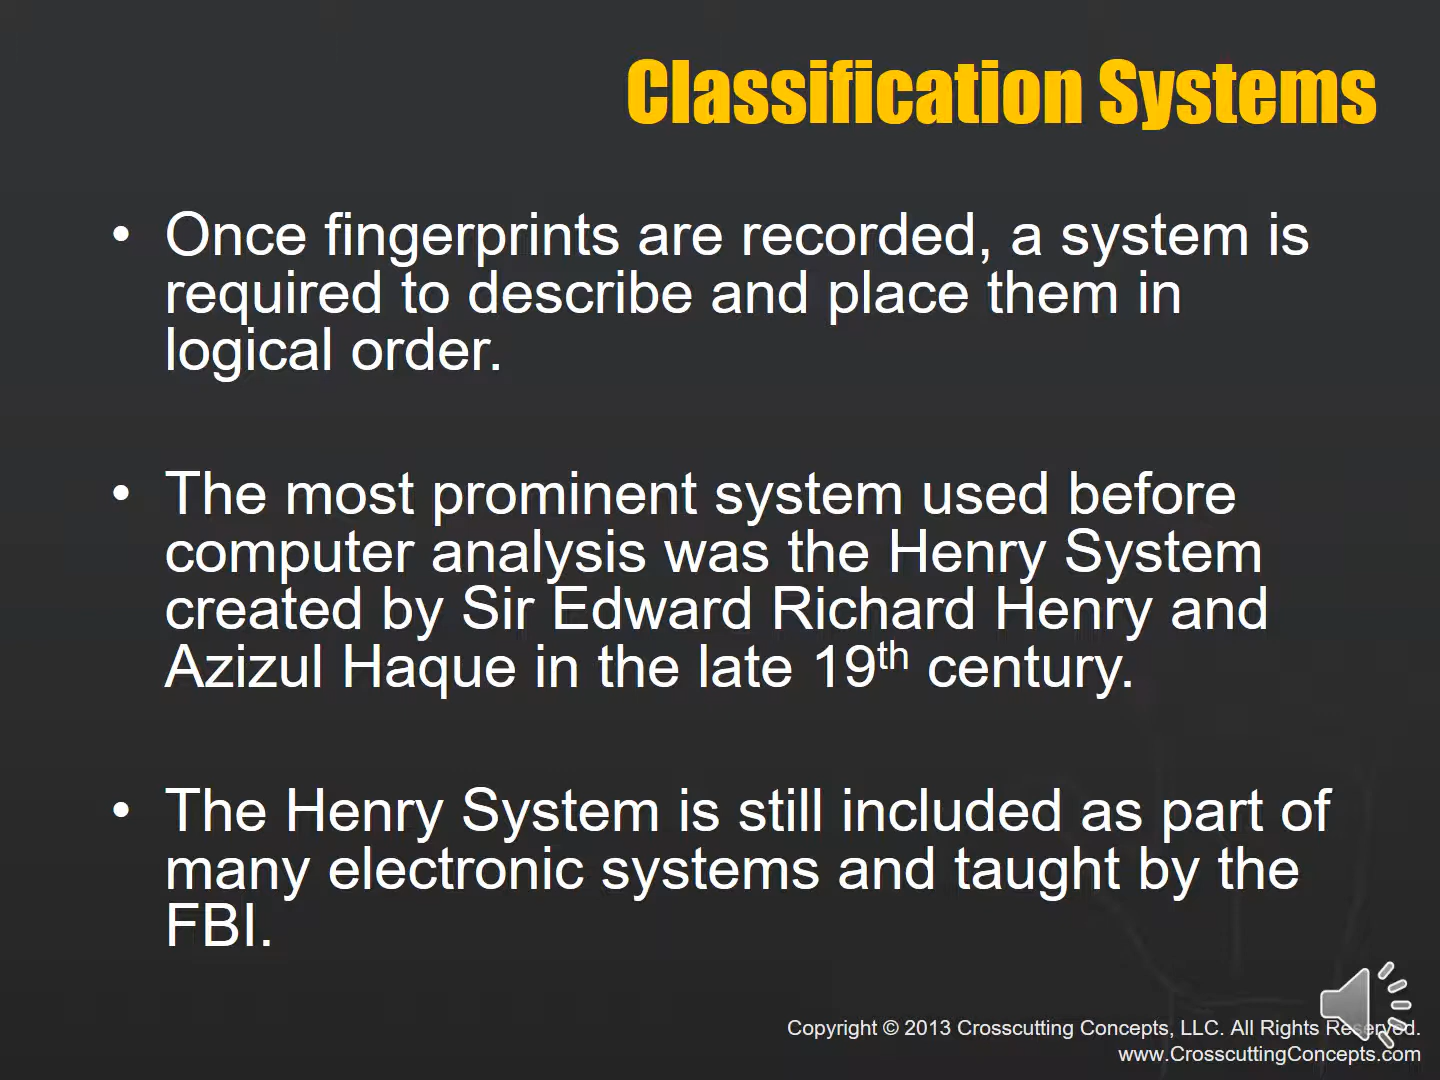 Classification Systems
• Once fingerprints are recorded, a system is
required to describe and place them in
logical order.
• The most prominent system used before
computer analysis was the Henry System
created by Sir Edward Richard Henry and
Azizul Haque in the late 19th century.
• The Henry System is still included as part of
many electronic systems and taught by the
FBI.
Copyright © 2013 Crosscutting Concepts, LLC. All Rights Reserved.
www.CrosscuttingConcepts.com